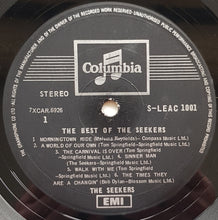 Columbia
STEREO
S-LEAC 1001
7XCAR.6926
1
THE BEST OF THE SEEKERS
1. MORNINGTOWN RIDE (Malvina Reynolds) - Compass Music Ltd.)
2. A WORLD OF OUR OWN (Tom Springfield - Springfield Music Ltd.)
3. THE CARNIVAL IS OVER (Tom Springfield
-Springfield Music Ltd.) 4. SINNER MAN
(The Seekers-Springfield Music Ltd.)
5. WALK WITH ME (Tom Springfield-
Springfield Music Ltd.) 6. THE TIMES THEY
ARE A CHANGIN' (Bob Dylan-Blossom Music Ltd.)
THE SEEKERS
EMI